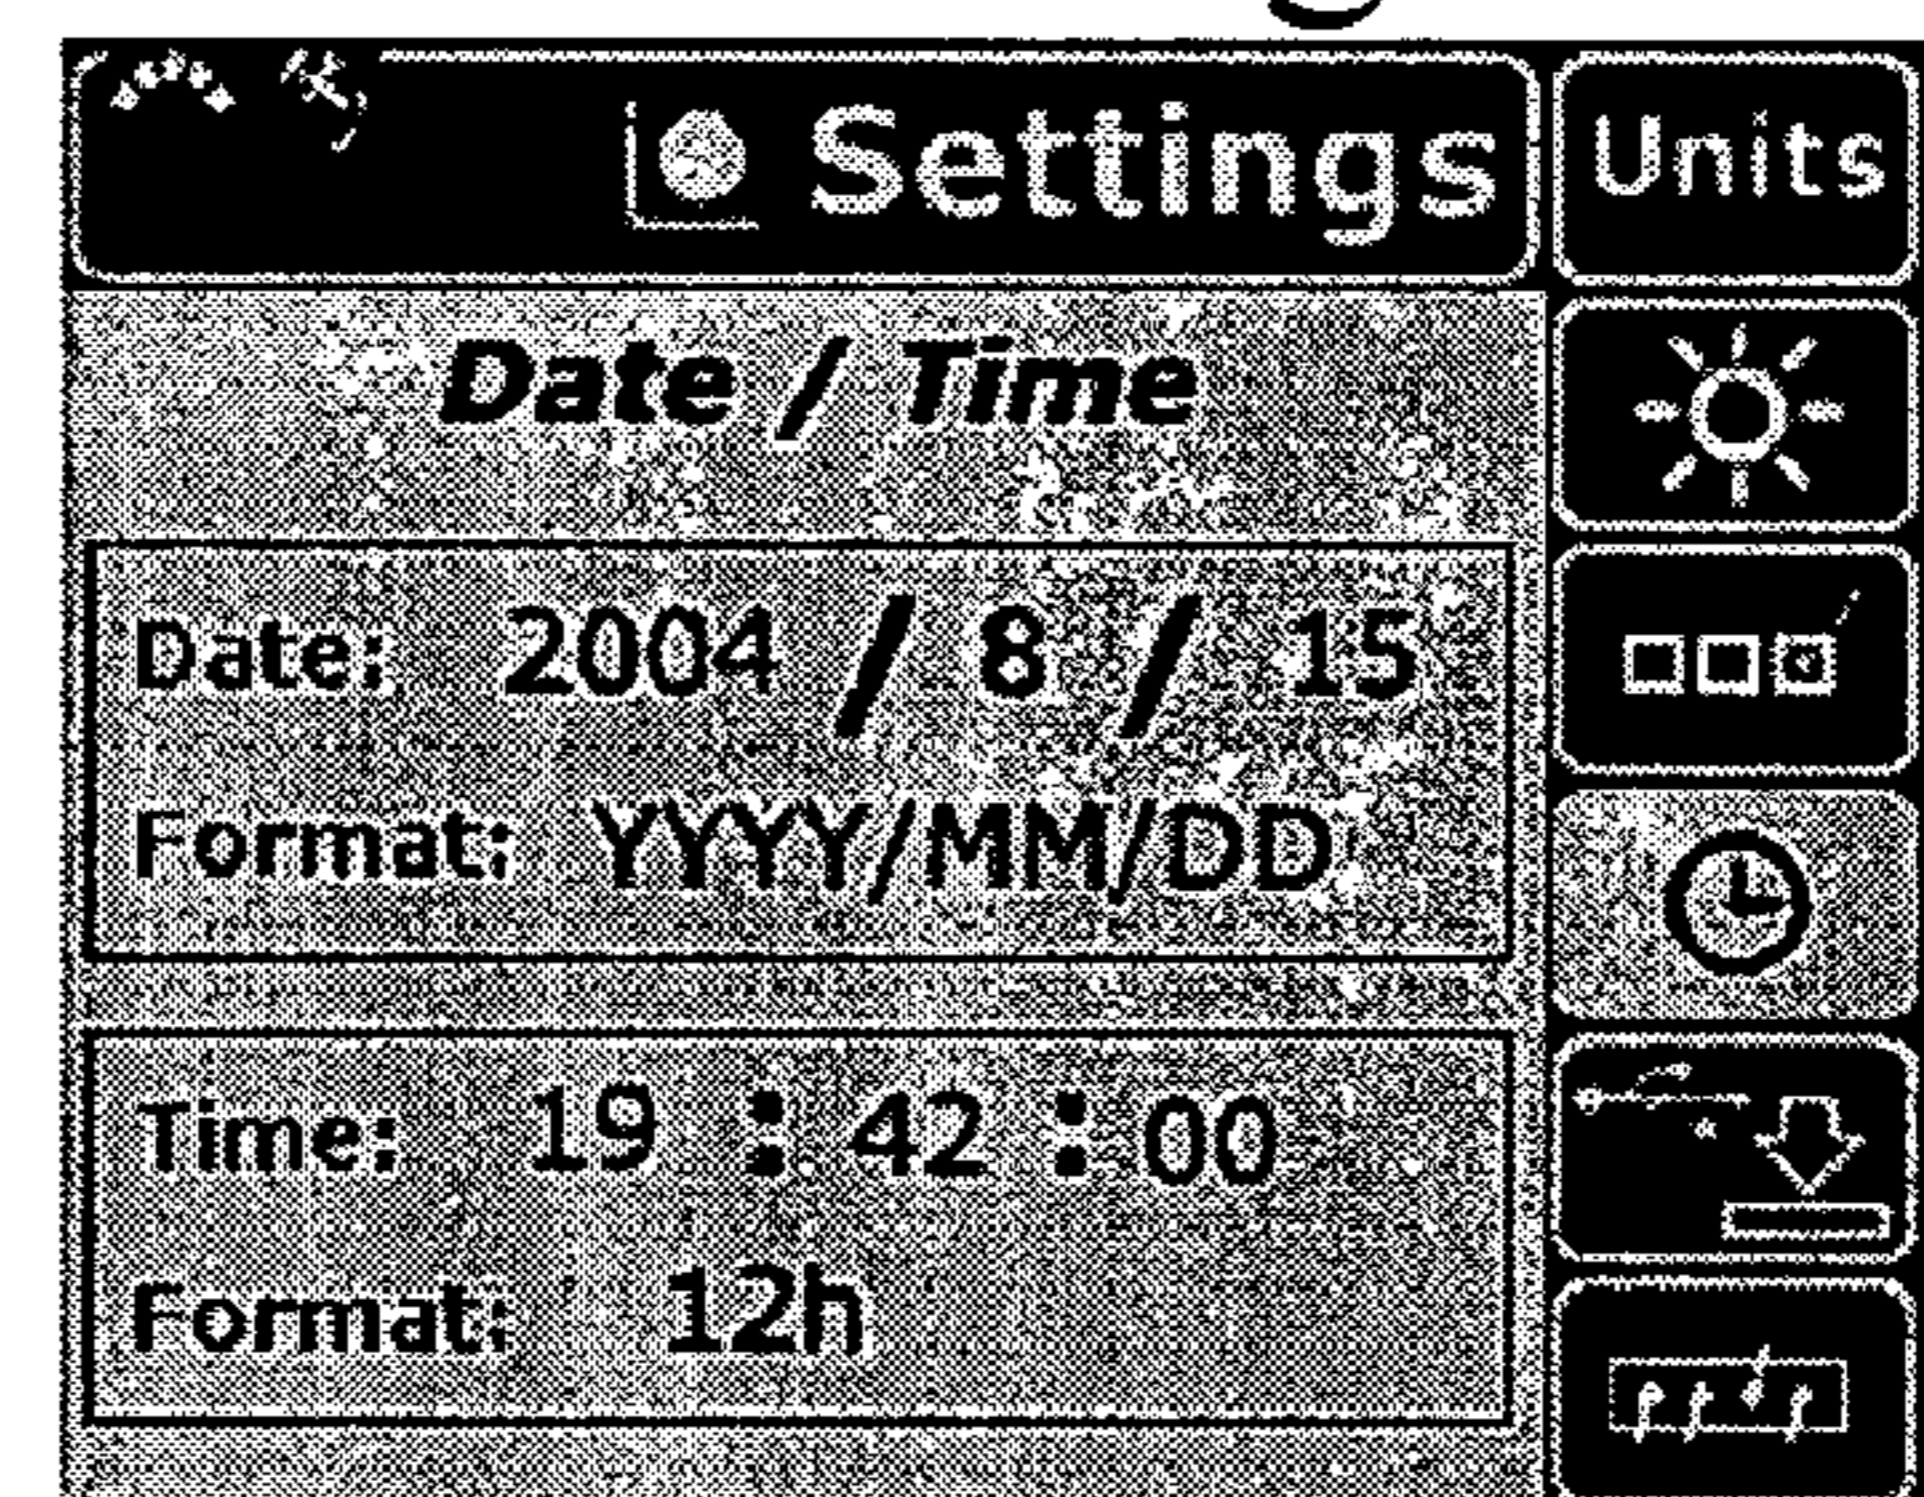 Settings
Units
Date / Time
Date: 2004 / 8 / 15
Format: YYYY/MM/DD
Time: 19 : 42 : 00
Format: 12h